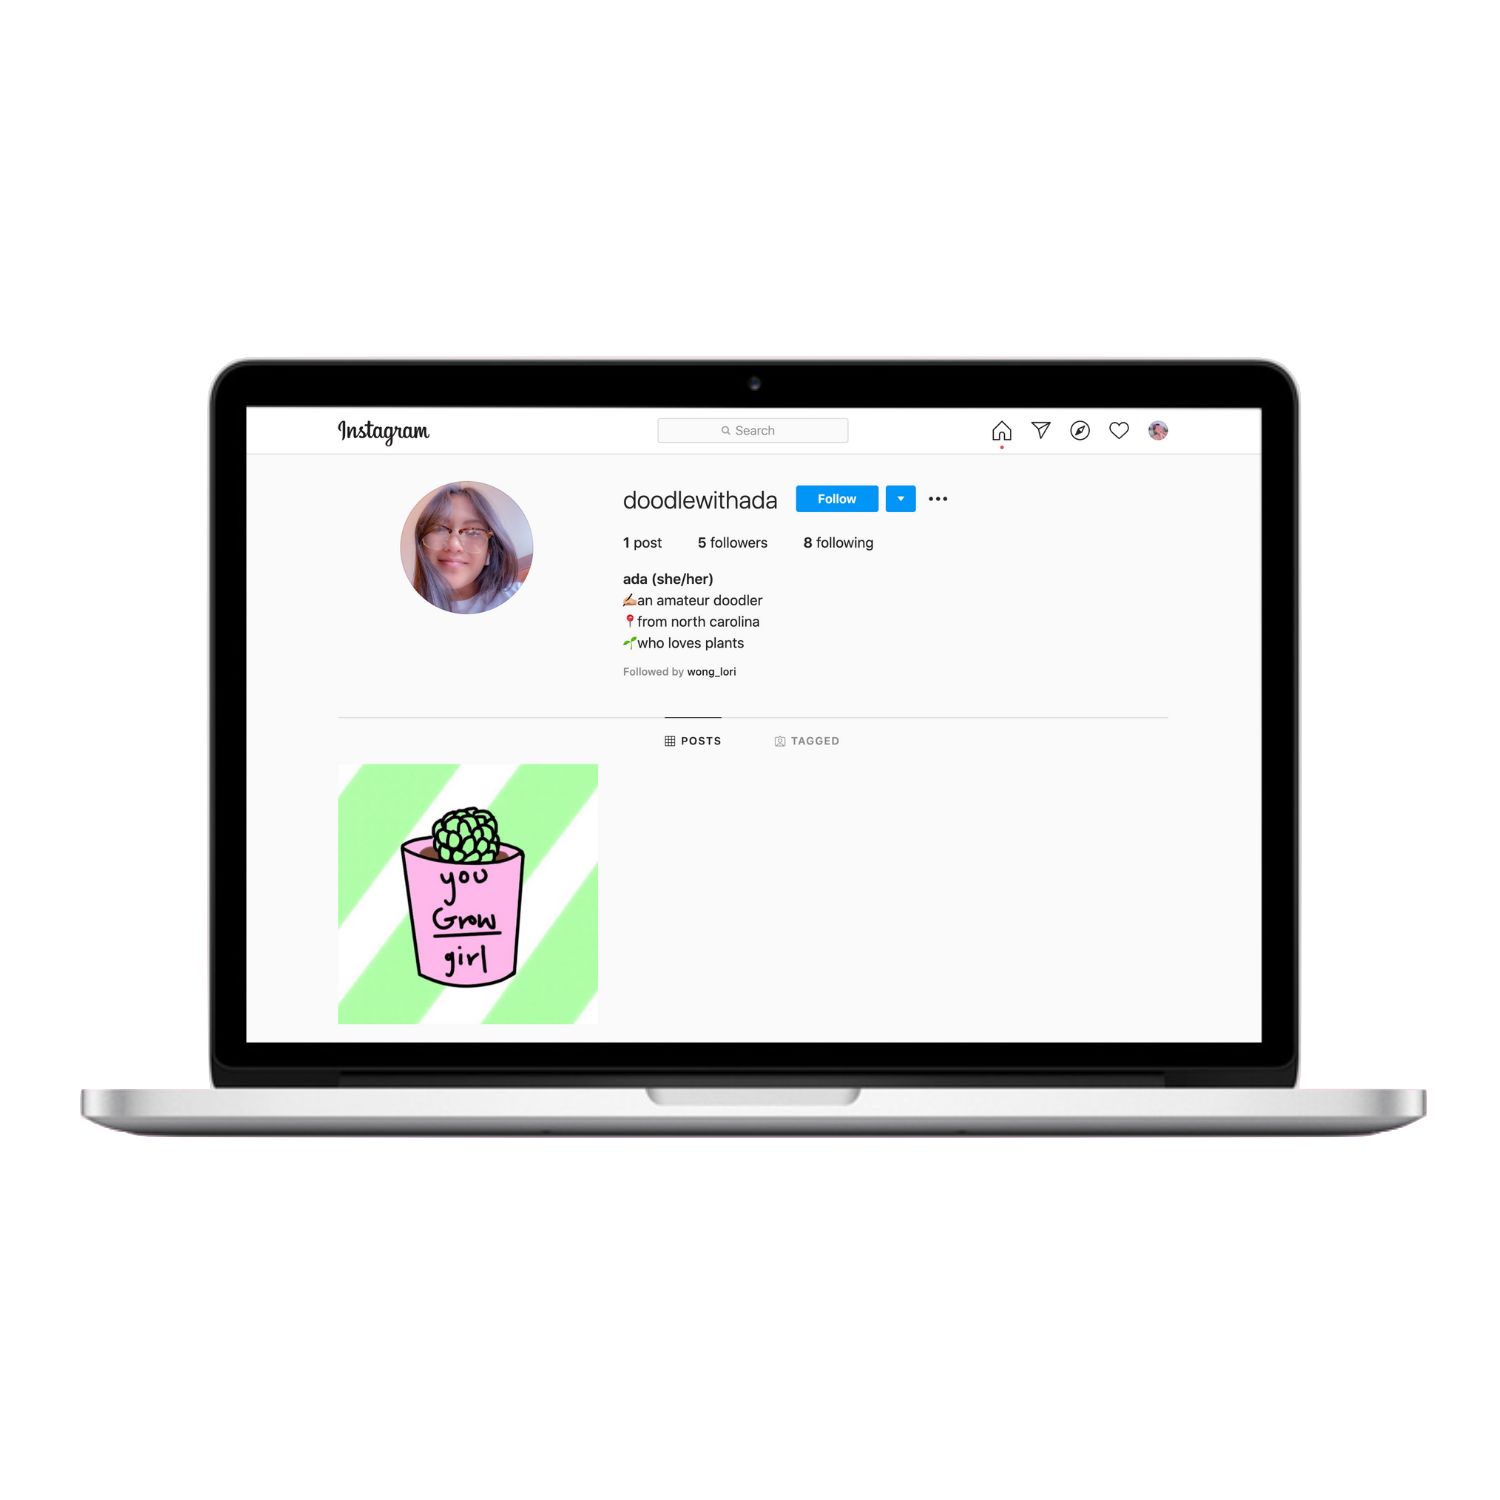 Instagram
Search
doodlewithada Follow
1 post 5 followers 8 following
ada (she/her)
✍🏼an amateur doodler
📍from north carolina
🌱who loves plants
Followed by wong_lori
POSTS TAGGED
you
Grow
girl